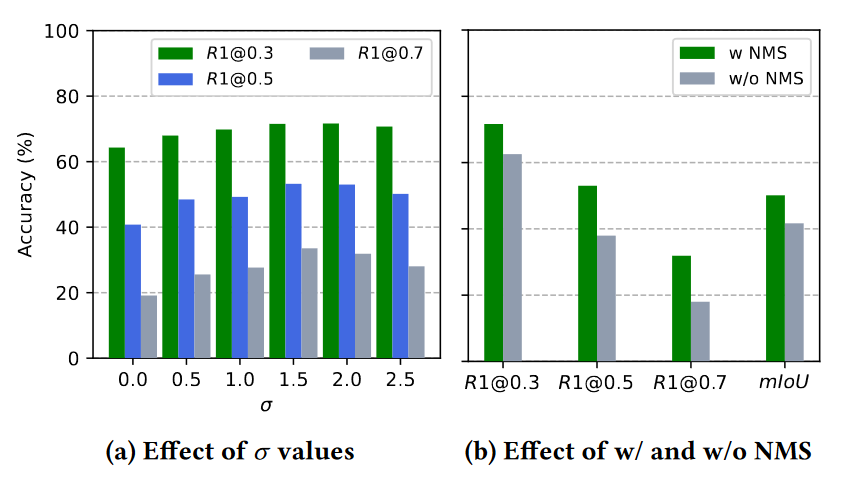 100
80
60
40
20
0
Accuracy (%)
R1@0.3
R1@0.7
R1@0.5
0.0 0.5 1.0 1.5 2.0 2.5
σ
(a) Effect of σ values
w NMS
w/o NMS
R1@0.3 R1@0.5 R1@0.7 mIoU
(b) Effect of w/ and w/o NMS